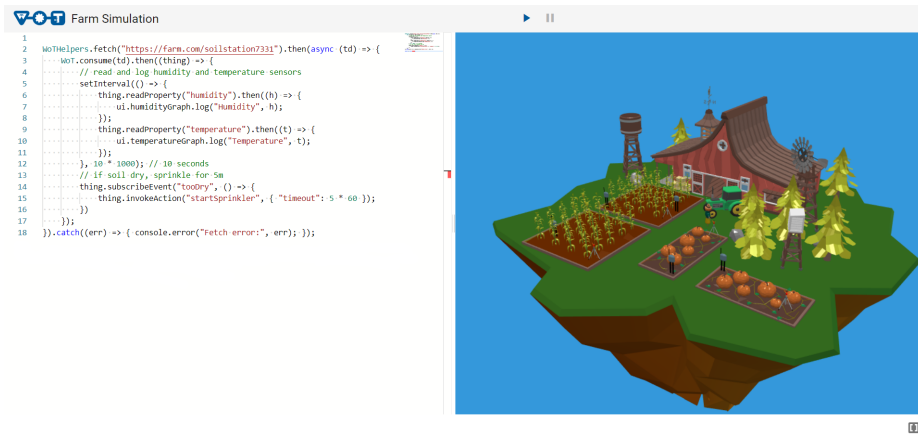 WOT Farm Simulation
1
2 WoTHelpers.fetch("https://farm.com/soilstation7331").then(async (td) => {
3 WoT.consume(td).then((thing) => {
4 // read and log humidity and temperature sensors
5 setInterval(() => {
6 thing.readProperty("humidity").then((h) => {
7 ui.humidityGraph.log("Humidity", h);
8 });
9 thing.readProperty("temperature").then((t) => {
10 ui.temperatureGraph.log("Temperature", t);
11 });
12 }, 10 * 1000); // 10 seconds
13 // if soil dry, sprinkle for 5m
14 thing.subscribeEvent("tooDry", () => {
15 thing.invokeAction("startSprinkler", { "timeout": 5 * 60 });
16 })
17 });
18 }).catch((err) => { console.error("Fetch error:", err); });